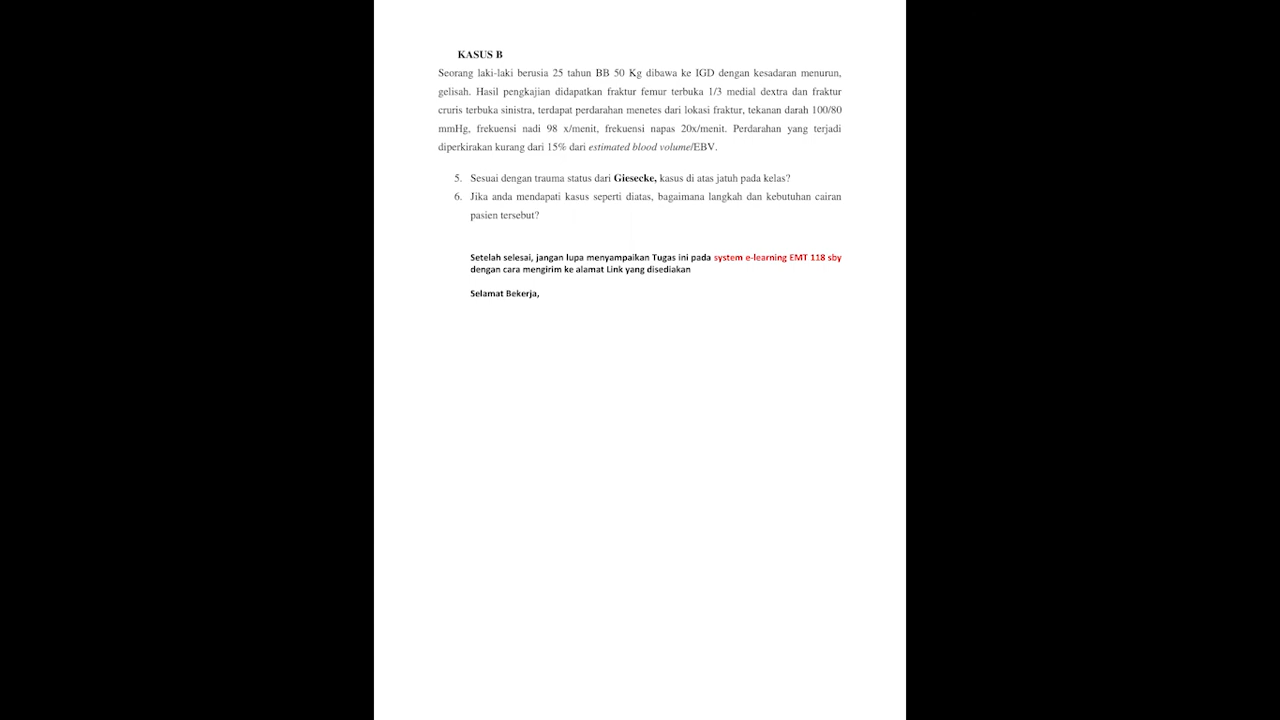 KASUS B
Seorang laki-laki berusia 25 tahun BB 50 Kg dibawa ke IGD dengan kesadaran menurun,
gelisah. Hasil pengkajian didapatkan fraktur femur terbuka 1/3 medial dextra dan fraktur
cruris terbuka sinistra, terdapat perdarahan menetes dari lokasi fraktur, tekanan darah 100/80
mmHg, frekuensi nadi 98 x/menit, frekuensi napas 20x/menit. Perdarahan yang terjadi
diperkirakan kurang dari 15% dari estimated blood volume/EBV.
5. Sesuai dengan trauma status dari Giesecke, kasus di atas jatuh pada kelas?
6. Jika anda mendapati kasus seperti diatas, bagaimana langkah dan kebutuhan cairan
pasien tersebut?
Setelah selesai, jangan lupa menyampaikan Tugas ini pada system e-learning EMT 118 sby
dengan cara mengirim ke alamat Link yang disediakan
Selamat Bekerja,